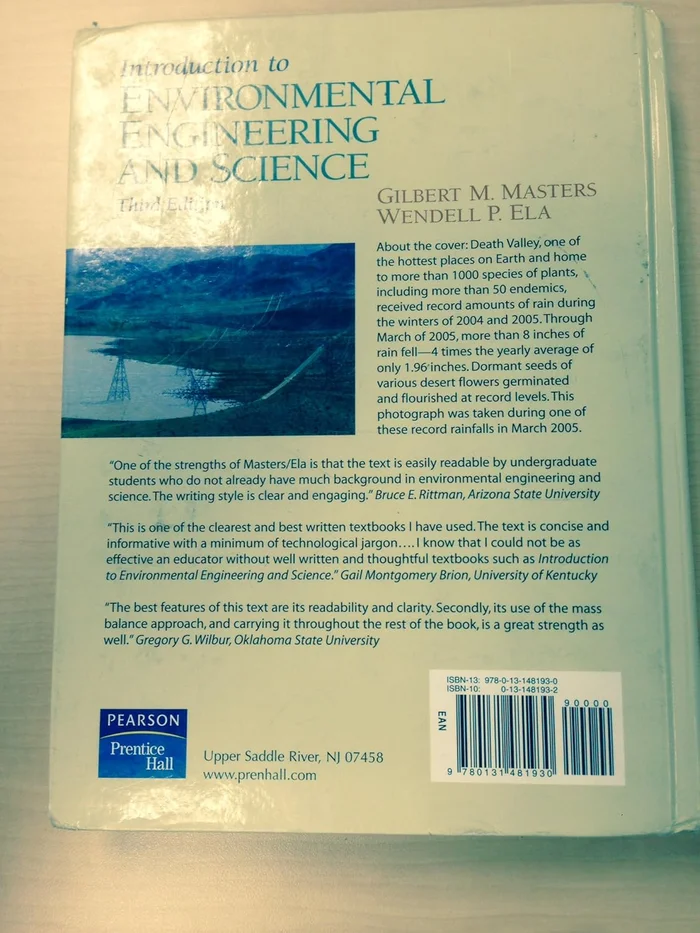 Introduction to
ENVIRONMENTAL
ENGINEERING
AND SCIENCE
Third Edition
GILBERT M. MASTERS
WENDELL P. ELA
About the cover: Death Valley, one of
the hottest places on Earth and home
to more than 1000 species of plants,
including more than 50 endemics,
received record amounts of rain during
the winters of 2004 and 2005. Through
March of 2005, more than 8 inches of
rain fell—4 times the yearly average of
only 1.96 inches. Dormant seeds of
various desert flowers germinated
and flourished at record levels. This
photograph was taken during one of
these record rainfalls in March 2005.
"One of the strengths of Masters/Ela is that the text is easily readable by undergraduate
students who do not already have much background in environmental engineering and
science. The writing style is clear and engaging." Bruce E. Rittman, Arizona State University
"This is one of the clearest and best written textbooks I have used. The text is concise and
informative with a minimum of technological jargon.... I know that I could not be as
effective an educator without well written and thoughtful textbooks such as Introduction
to Environmental Engineering and Science." Gail Montgomery Brion, University of Kentucky
"The best features of this text are its readability and clarity. Secondly, its use of the mass
balance approach, and carrying it throughout the rest of the book, is a great strength as
well." Gregory G. Wilbur, Oklahoma State University
PEARSON
Prentice
Hall
Upper Saddle River, NJ 07458
www.prenhall.com
ISBN-13: 978-0-13-148193-0
ISBN-10: 0-13-148193-2
90000
EAN
9 780131 481930